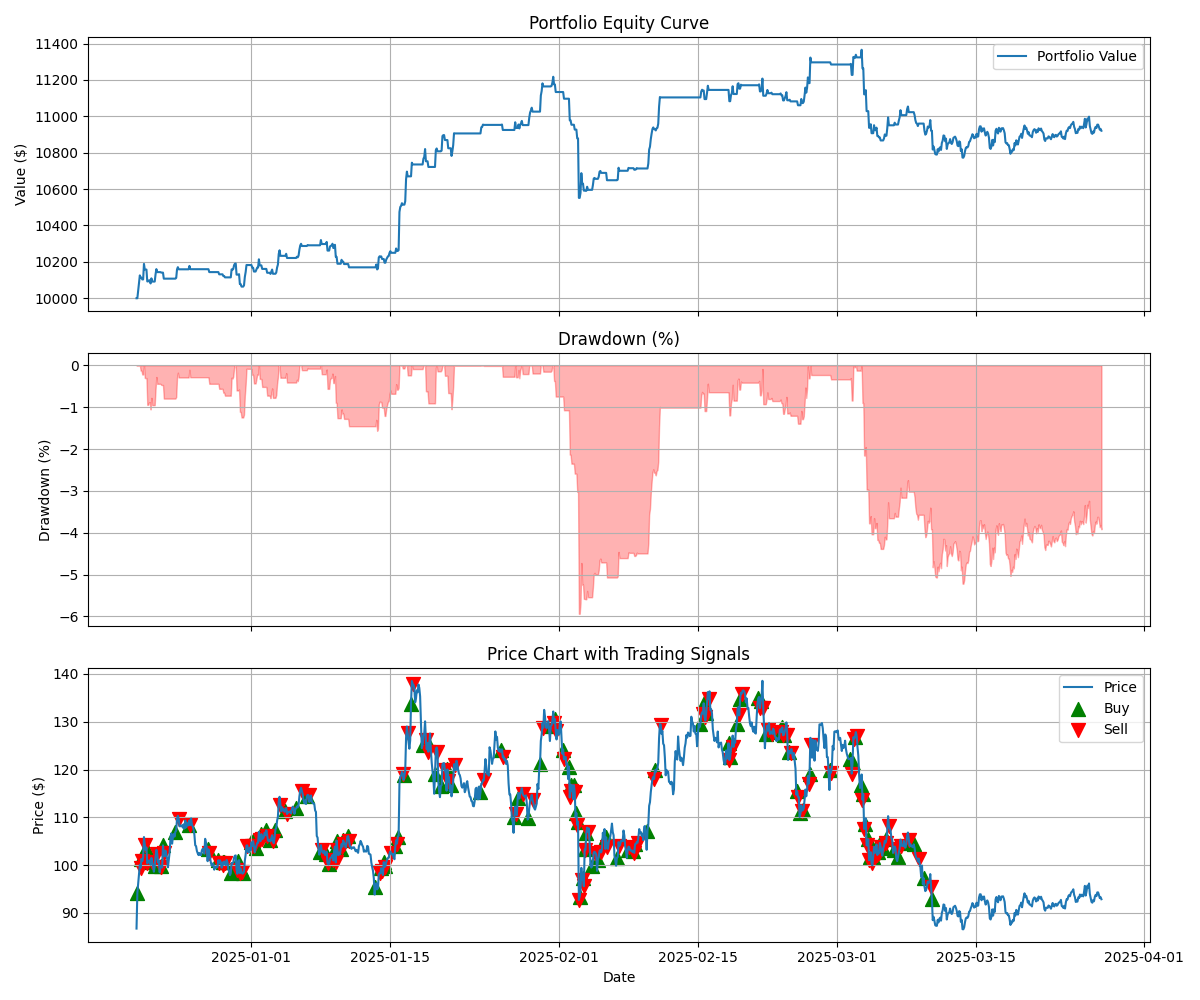 Portfolio Equity Curve
11400
11200
11000
10800
10600
10400
10200
10000
Value ($)
Portfolio Value
Drawdown (%)
0
−1
−2
−3
−4
−5
−6
Drawdown (%)
Price Chart with Trading Signals
140
130
120
110
100
90
Price ($)
Price
Buy
Sell
2025-01-01 2025-01-15 2025-02-01 2025-02-15 2025-03-01 2025-03-15 2025-04-01
Date